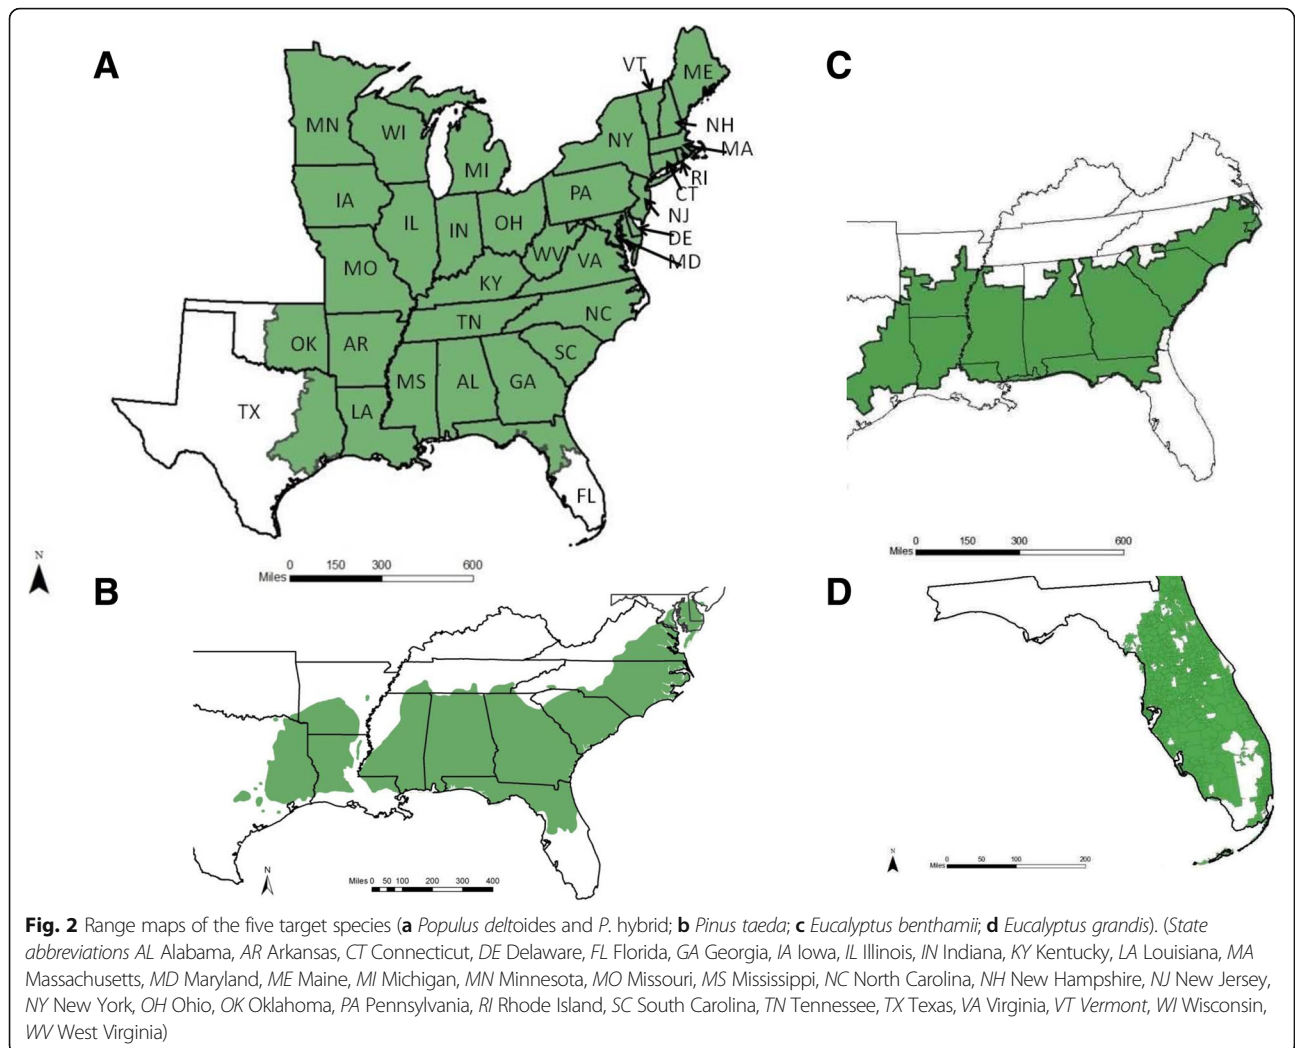 A
MN
WI
MI
IA
IL
IN
OH
MO
KY
WV
VA
PA
NY
VT
ME
NH
MA
RI
CT
NJ
DE
MD
TN
NC
SC
OK
AR
MS
AL
GA
TX
LA
FL
N
0 150 300 600
Miles
C
0 150 300 600
Miles
B
N
Miles 0 50 100 200 300 400
D
N
Miles 0 50 100 200
Fig. 2 Range maps of the five target species (a Populus deltoides and P. hybrid; b Pinus taeda; c Eucalyptus benthamii; d Eucalyptus grandis). (State
abbreviations AL Alabama, AR Arkansas, CT Connecticut, DE Delaware, FL Florida, GA Georgia, IA Iowa, IL Illinois, IN Indiana, KY Kentucky, LA Louisiana, MA
Massachusetts, MD Maryland, ME Maine, MI Michigan, MN Minnesota, MO Missouri, MS Mississippi, NC North Carolina, NH New Hampshire, NJ New Jersey,
NY New York, OH Ohio, OK Oklahoma, PA Pennsylvania, RI Rhode Island, SC South Carolina, TN Tennessee, TX Texas, VA Virginia, VT Vermont, WI Wisconsin,
WV West Virginia)